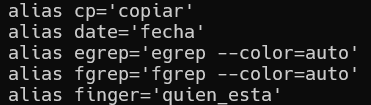 alias cp='copiar'
alias date='fecha'
alias egrep='egrep --color=auto'
alias fgrep='fgrep --color=auto'
alias finger='quien_esta'